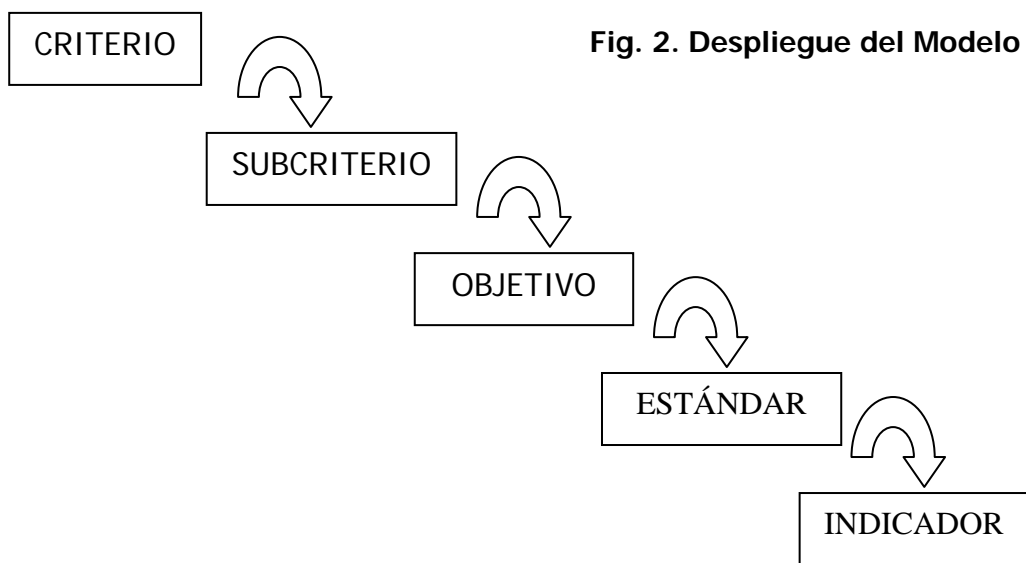 CRITERIO
Fig. 2. Despliegue del Modelo
SUBCRITERIO
OBJETIVO
ESTÁNDAR
INDICADOR